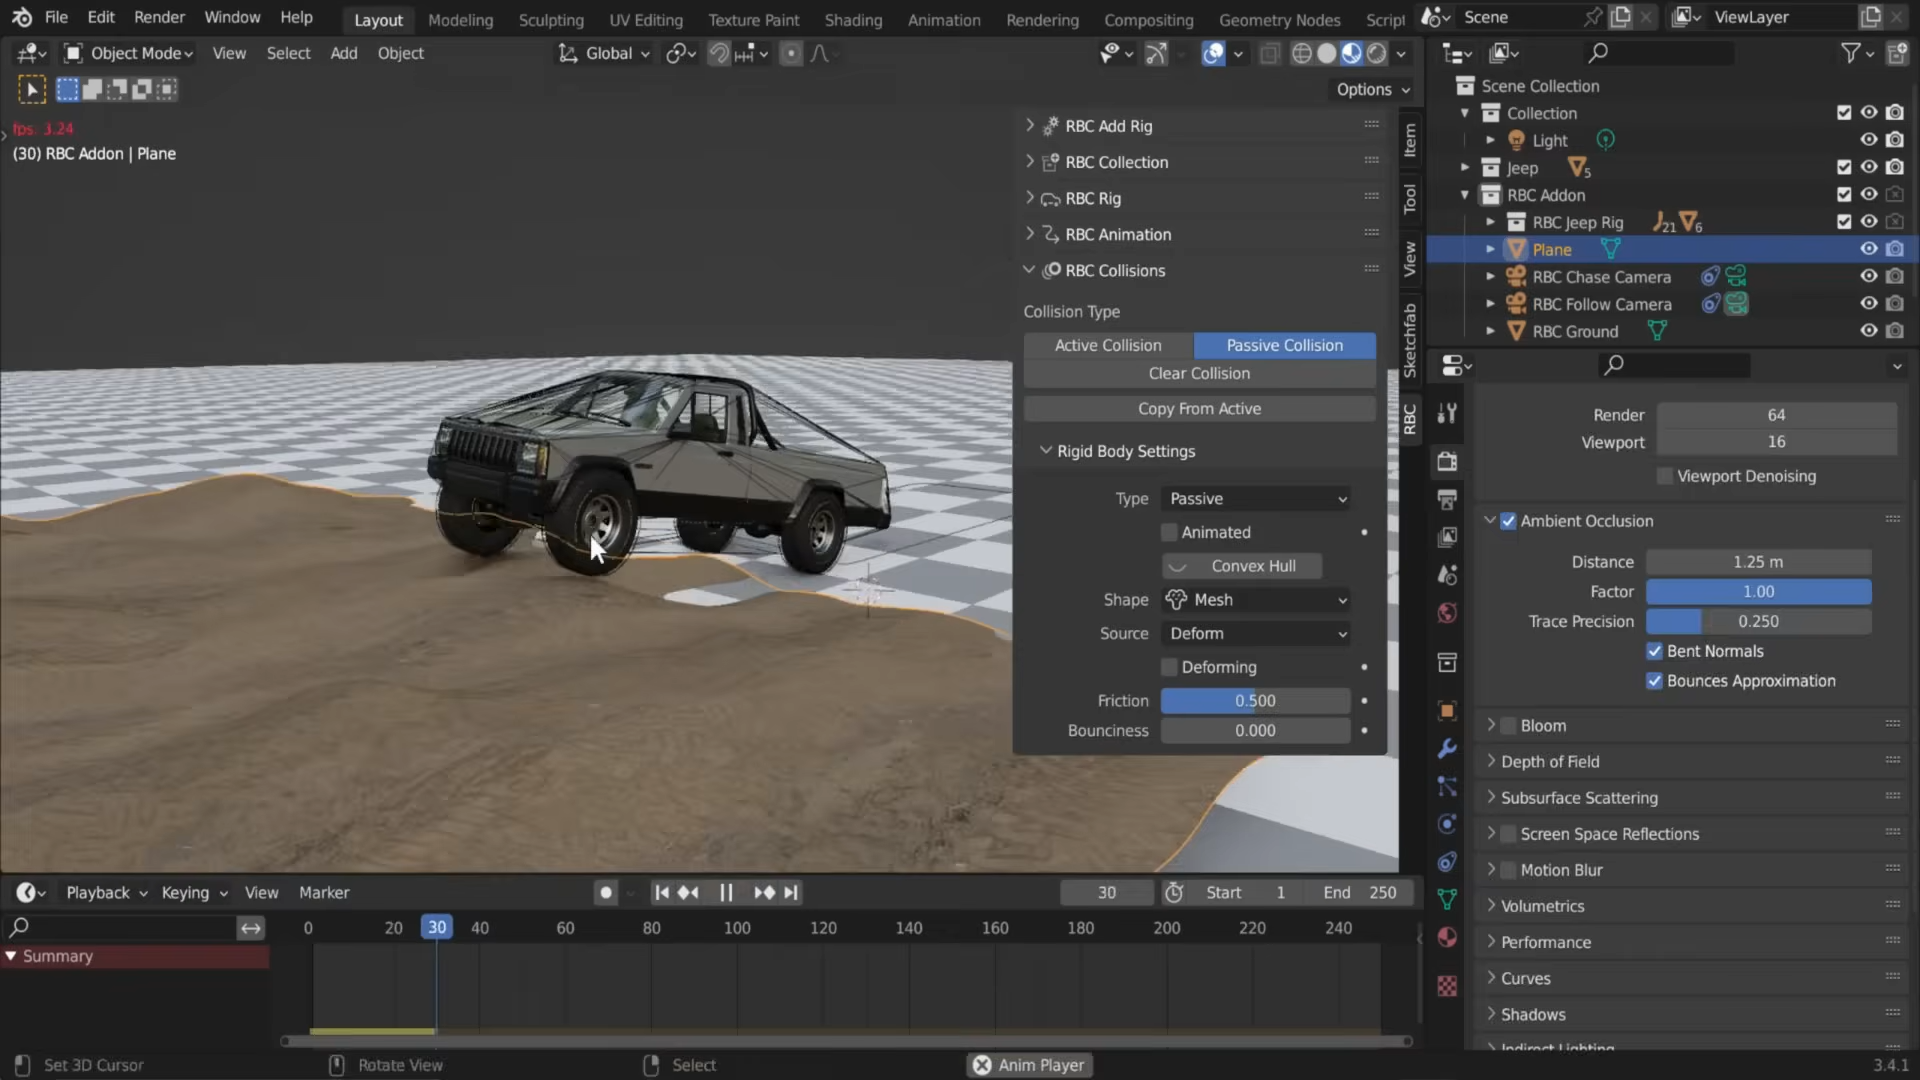 File Edit Render Window Help Layout Modeling Sculpting UV Editing Texture Paint Shading Animation Rendering Compositing Geometry Nodes Script Scene ViewLayer
Object Mode View Select Add Object Global
Options
fps: 3.24
(30) RBC Addon | Plane
RBC Add Rig
RBC Collection
RBC Rig
RBC Animation
RBC Collisions
Collision Type
Active Collision Passive Collision
Clear Collision
Copy From Active
Rigid Body Settings
Type Passive
Animated
Convex Hull
Shape Mesh
Source Deform
Deforming
Friction 0.500
Bounciness 0.000
Item
Tool
View
Sketchfab
RBC
Scene Collection
Collection
Light
Jeep 5
RBC Addon
RBC Jeep Rig 21 6
Plane
RBC Chase Camera
RBC Follow Camera
RBC Ground
Render 64
Viewport 16
Viewport Denoising
Ambient Occlusion
Distance 1.25 m
Factor 1.00
Trace Precision 0.250
Bent Normals
Bounces Approximation
Bloom
Depth of Field
Subsurface Scattering
Screen Space Reflections
Motion Blur
Volumetrics
Performance
Curves
Shadows
Indirect Lighting
Playback Keying View Marker 30 Start 1 End 250
0 20 30 40 60 80 100 120 140 160 180 200 220 240
Summary
Set 3D Cursor Rotate View Select Anim Player 3.4.1